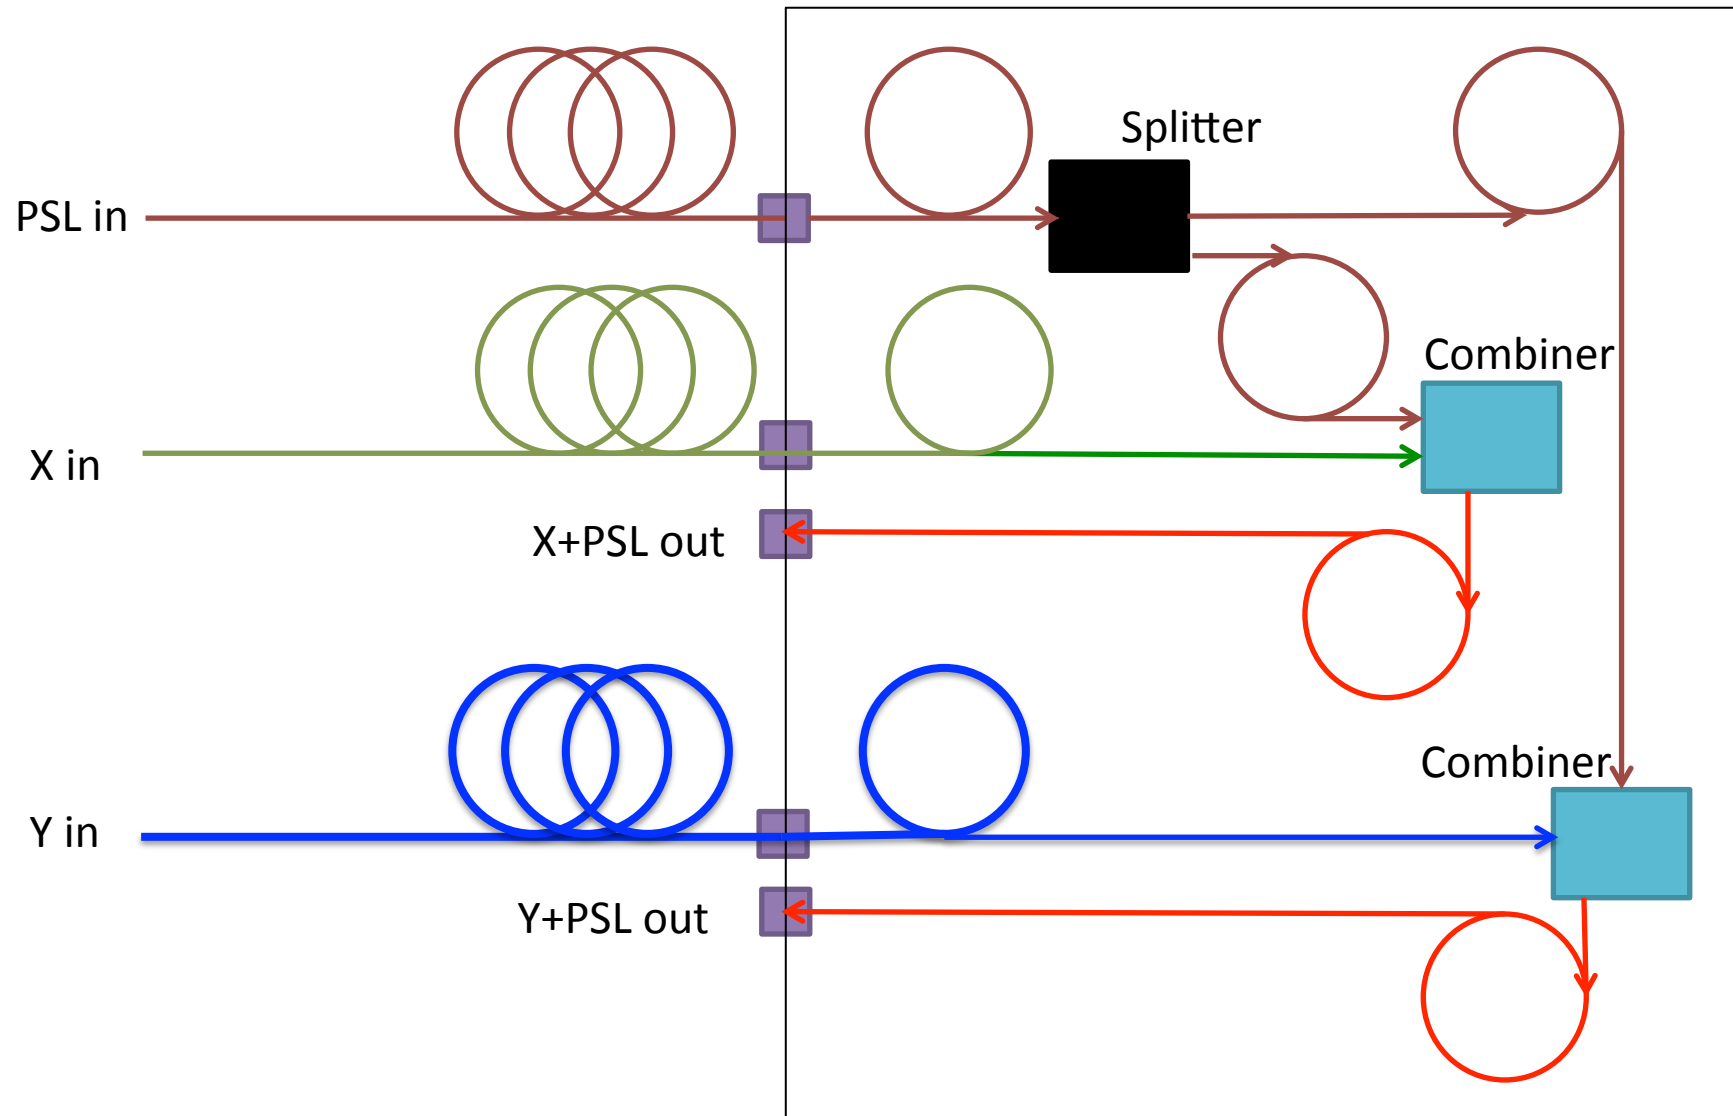 Splitter
PSL in
Combiner
X in
X+PSL out
Combiner
Y in
Y+PSL out